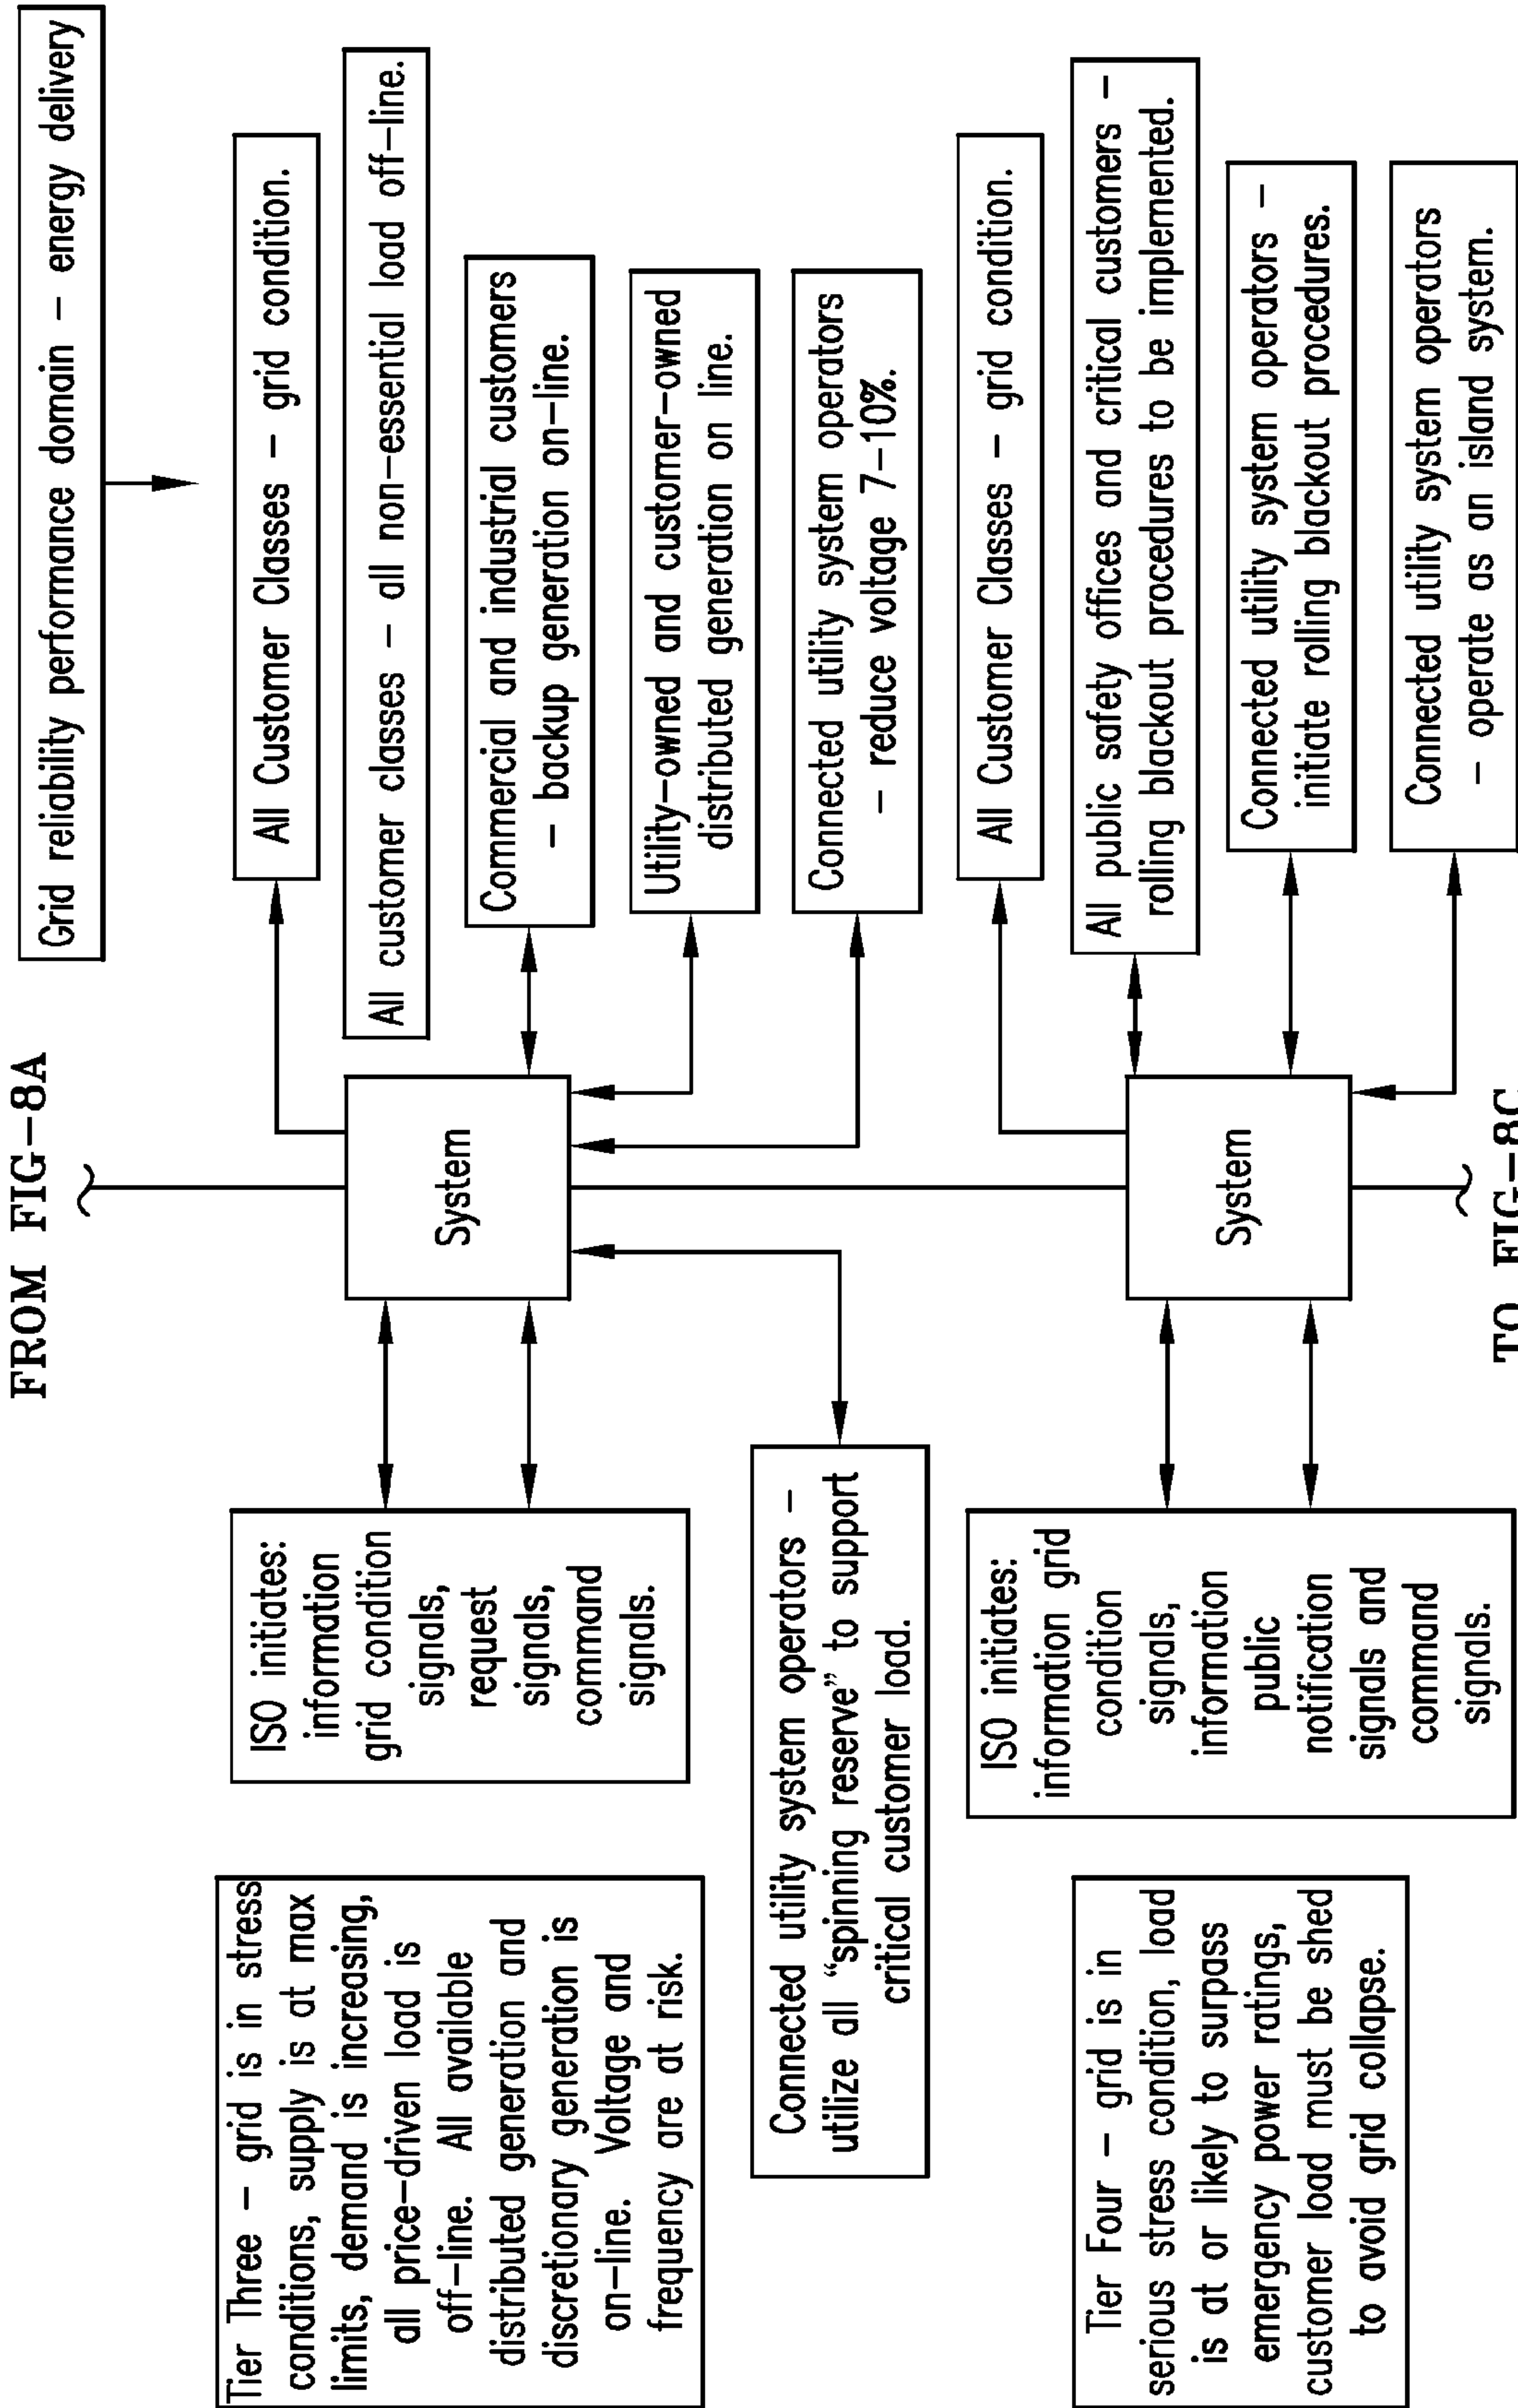 FROM FIG–8A
Grid reliability performance domain – energy delivery
Tier Three – grid is in stress
conditions, supply is at max
limits, demand is increasing,
all price–driven load is
off–line. All available
distributed generation and
discretionary generation is
on–line. Voltage and
frequency are at risk.
ISO initiates:
information
grid condition
signals,
request
signals,
command
signals.
System
All Customer Classes – grid condition.
All customer classes – all non–essential load off–line.
Commercial and industrial customers
– backup generation on–line.
Utility–owned and customer–owned
distributed generation on line.
Connected utility system operators
– reduce voltage 7–10%.
Connected utility system operators –
utilize all “spinning reserve” to support
critical customer load.
Tier Four – grid is in
serious stress condition, load
is at or likely to surpass
emergency power ratings,
customer load must be shed
to avoid grid collapse.
ISO initiates:
information grid
condition
signals,
information
public
notification
signals and
command
signals.
System
All Customer Classes – grid condition.
All public safety offices and critical customers –
rolling blackout procedures to be implemented.
Connected utility system operators –
initiate rolling blackout procedures.
Connected utility system operators
– operate as an island system.
TO FIG–8C